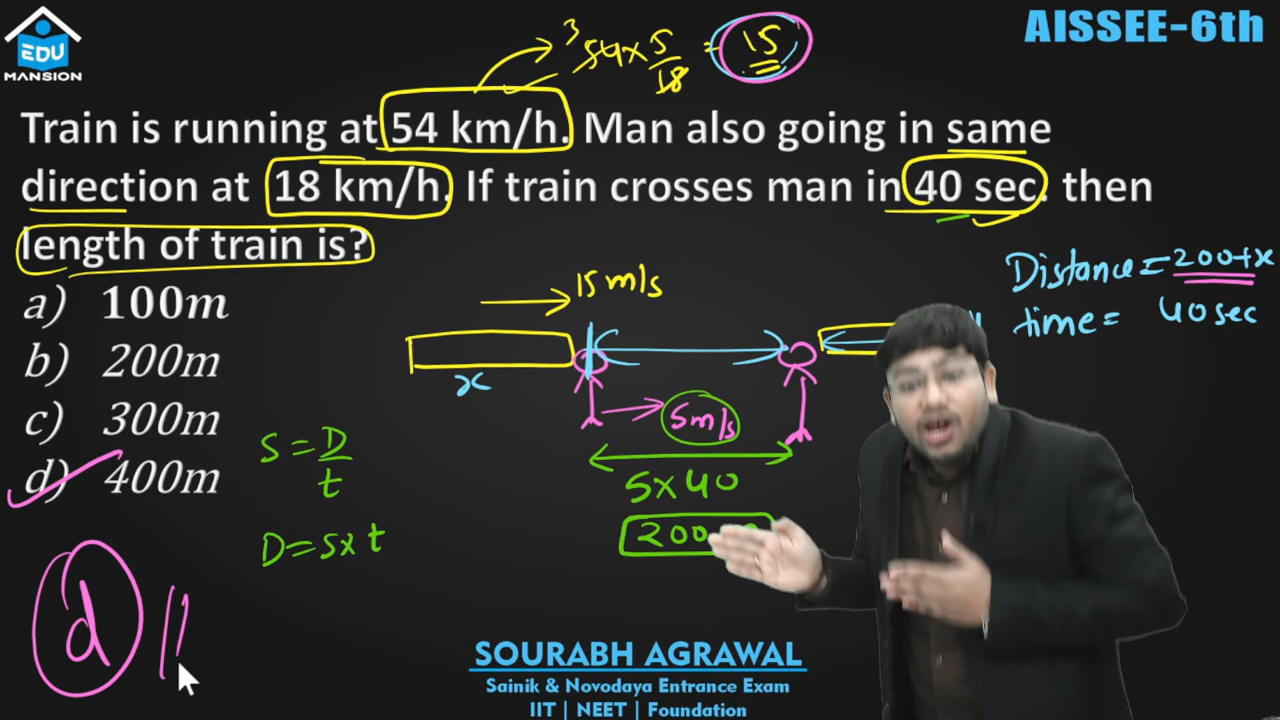 EDU
MANSION
AISSEE-6th
3
54 × 5/18 = 15
Train is running at 54 km/h. Man also going in same
direction at 18 km/h. If train crosses man in 40 sec. then
length of train is?
a) 100m
b) 200m
c) 300m
d) 400m
Distance = 200+x
time = 40 sec
15 m/s
x
5 m/s
S = D/t
5 × 40
200
D = S × t
d
SOURABH AGRAWAL
Sainik & Novodaya Entrance Exam
IIT | NEET | Foundation